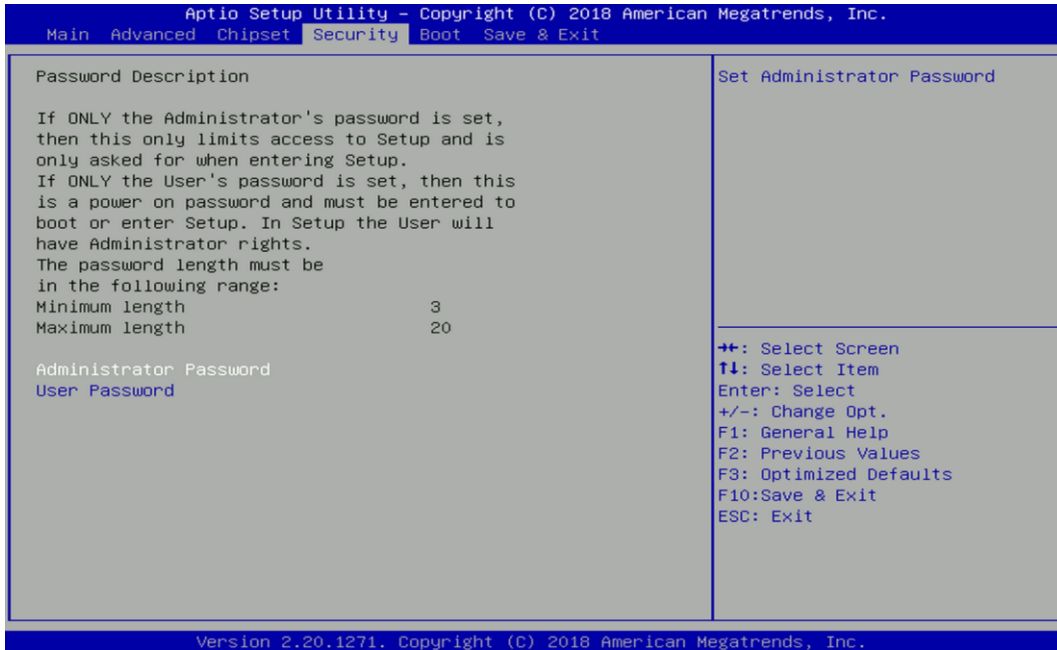 Aptio Setup Utility – Copyright (C) 2018 American Megatrends, Inc.
Main Advanced Chipset Security Boot Save & Exit
Password Description
If ONLY the Administrator's password is set,
then this only limits access to Setup and is
only asked for when entering Setup.
If ONLY the User's password is set, then this
is a power on password and must be entered to
boot or enter Setup. In Setup the User will
have Administrator rights.
The password length must be
in the following range:
Minimum length 3
Maximum length 20
Administrator Password
User Password
Set Administrator Password
→←: Select Screen
↑↓: Select Item
Enter: Select
+/-: Change Opt.
F1: General Help
F2: Previous Values
F3: Optimized Defaults
F10:Save & Exit
ESC: Exit
Version 2.20.1271. Copyright (C) 2018 American Megatrends, Inc.